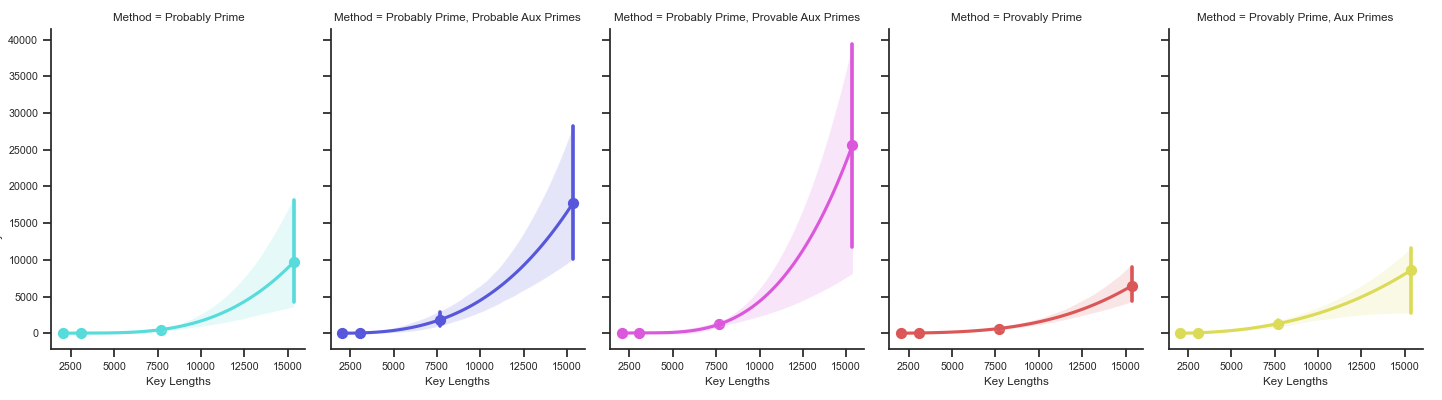 Method = Probably Prime
Method = Probably Prime, Probable Aux Primes
Method = Probably Prime, Provable Aux Primes
Method = Provably Prime
Method = Provably Prime, Aux Primes
40000
35000
30000
25000
20000
15000
10000
5000
0
2500 5000 7500 10000 12500 15000
2500 5000 7500 10000 12500 15000
2500 5000 7500 10000 12500 15000
2500 5000 7500 10000 12500 15000
2500 5000 7500 10000 12500 15000
Key Lengths
Key Lengths
Key Lengths
Key Lengths
Key Lengths